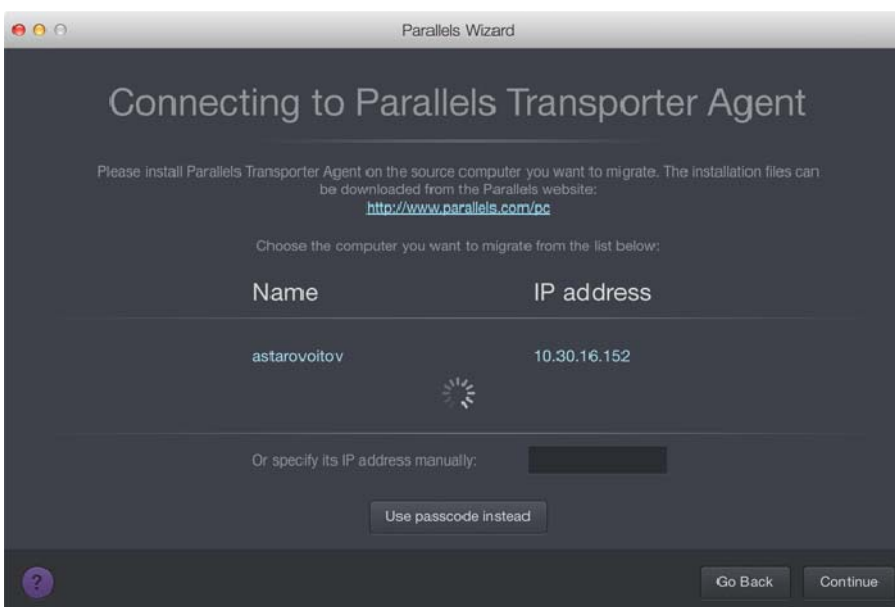 Parallels Wizard
Connecting to Parallels Transporter Agent
Please install Parallels Transporter Agent on the source computer you want to migrate. The installation files can
be downloaded from the Parallels website:
http://www.parallels.com/pc
Choose the computer you want to migrate from the list below:
Name IP address
astarovoitov 10.30.16.152
Or specify its IP address manually:
Use passcode instead
? Go Back Continue